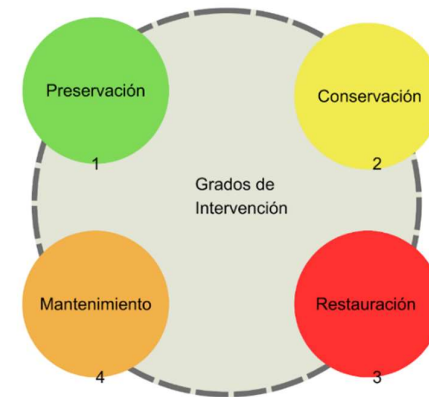 Preservación
1
Conservación
2
Grados de
Intervención
Mantenimiento
4
Restauración
3